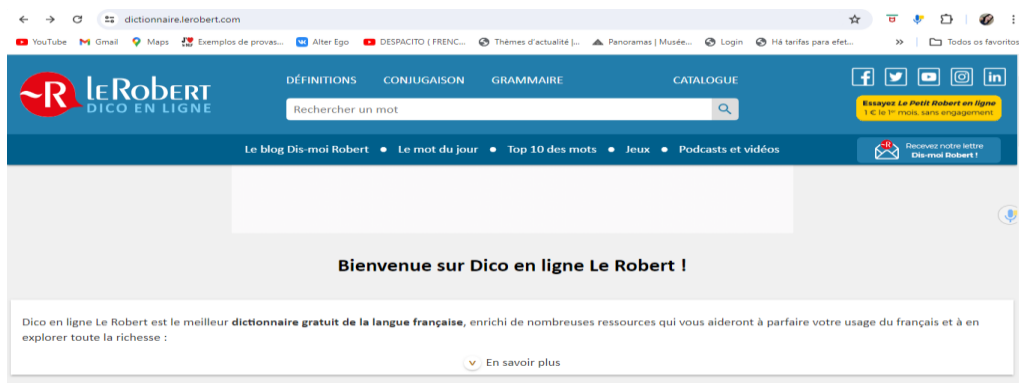 dictionnaire.lerobert.com
YouTube Gmail Maps Exemplos de provas... Alter Ego DESPACITO ( FRENC... Thèmes d'actualité |... Panoramas | Musée... Login Há tarifas para efet... » Todos os favoritos
DÉFINITIONS CONJUGAISON GRAMMAIRE CATALOGUE
~R LE ROBERT
DICO EN LIGNE
Rechercher un mot
Essayez Le Petit Robert en ligne
1 € le 1er mois, sans engagement
Le blog Dis-moi Robert • Le mot du jour • Top 10 des mots • Jeux • Podcasts et vidéos
Recevez notre lettre
Dis-moi Robert !
Bienvenue sur Dico en ligne Le Robert !
Dico en ligne Le Robert est le meilleur dictionnaire gratuit de la langue française, enrichi de nombreuses ressources qui vous aideront à parfaire votre usage du français et à en
explorer toute la richesse :
En savoir plus